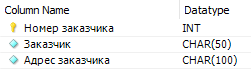 Column Name Datatype
Номер заказчика INT
Заказчик CHAR(50)
Адрес заказчика CHAR(100)